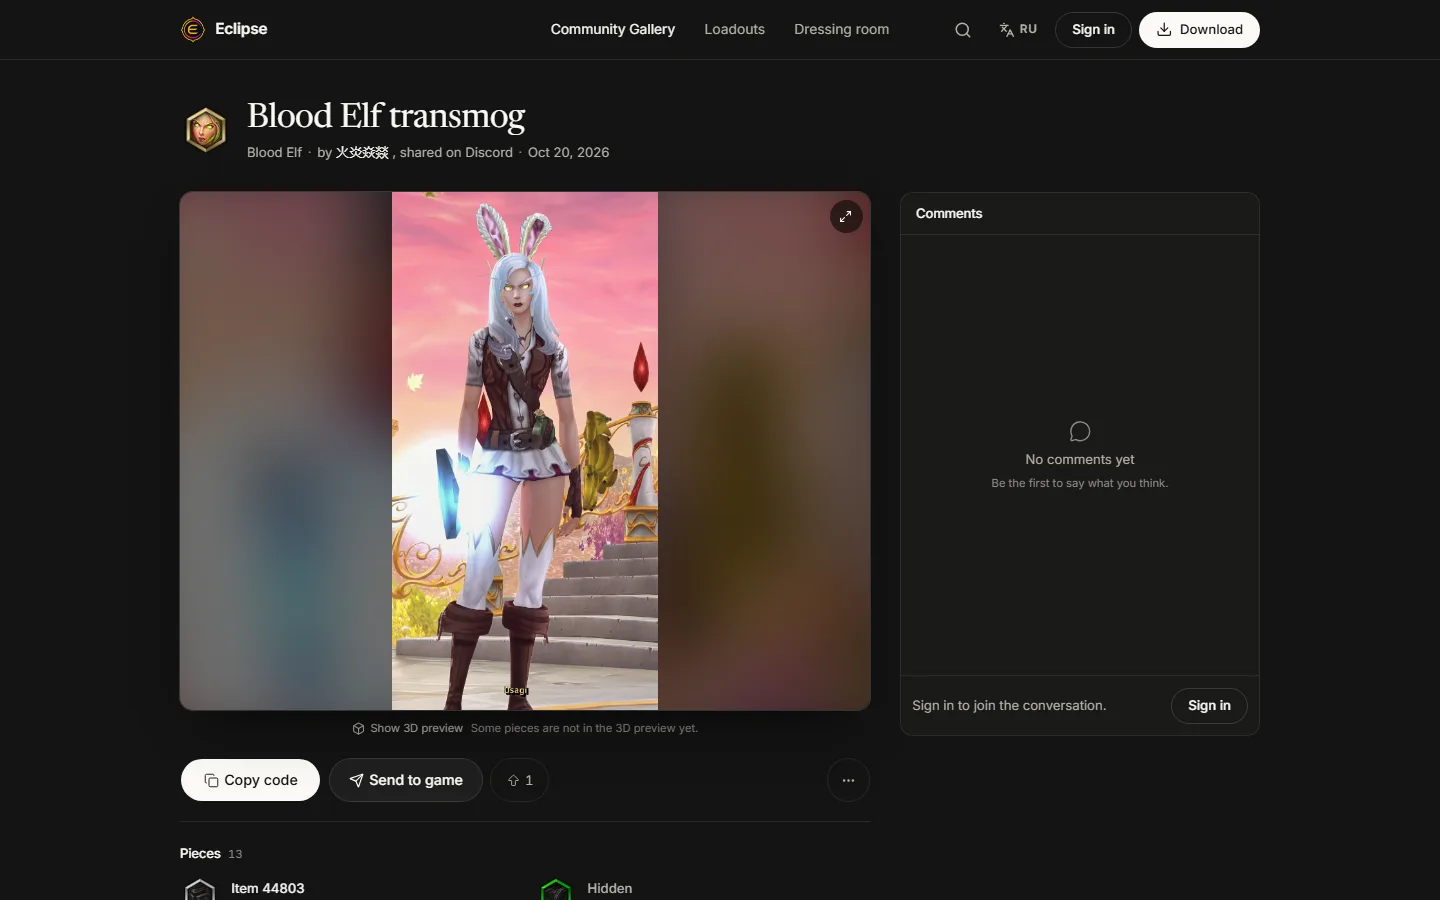 Eclipse
Community Gallery
Loadouts
Dressing room
RU
Sign in
Download
Blood Elf transmog
Blood Elf · by 火炎焱燚 , shared on Discord · Oct 20, 2026
Usagi
Comments
No comments yet
Be the first to say what you think.
Sign in to join the conversation.
Sign in
Show 3D preview Some pieces are not in the 3D preview yet.
Copy code
Send to game
1
Pieces 13
Item 44803
Hidden